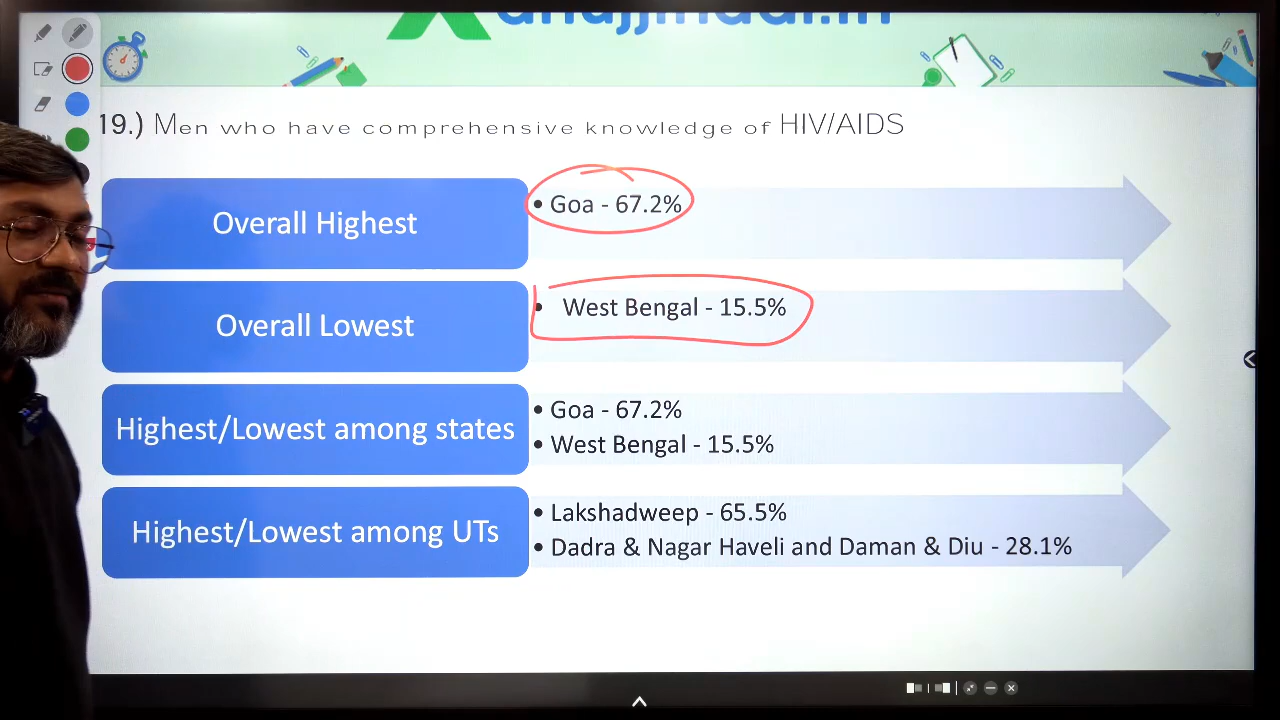 19.) Men who have comprehensive knowledge of HIV/AIDS
Overall Highest
• Goa - 67.2%
Overall Lowest
• West Bengal - 15.5%
Highest/Lowest among states
• Goa - 67.2%
• West Bengal - 15.5%
Highest/Lowest among UTs
• Lakshadweep - 65.5%
• Dadra & Nagar Haveli and Daman & Diu - 28.1%